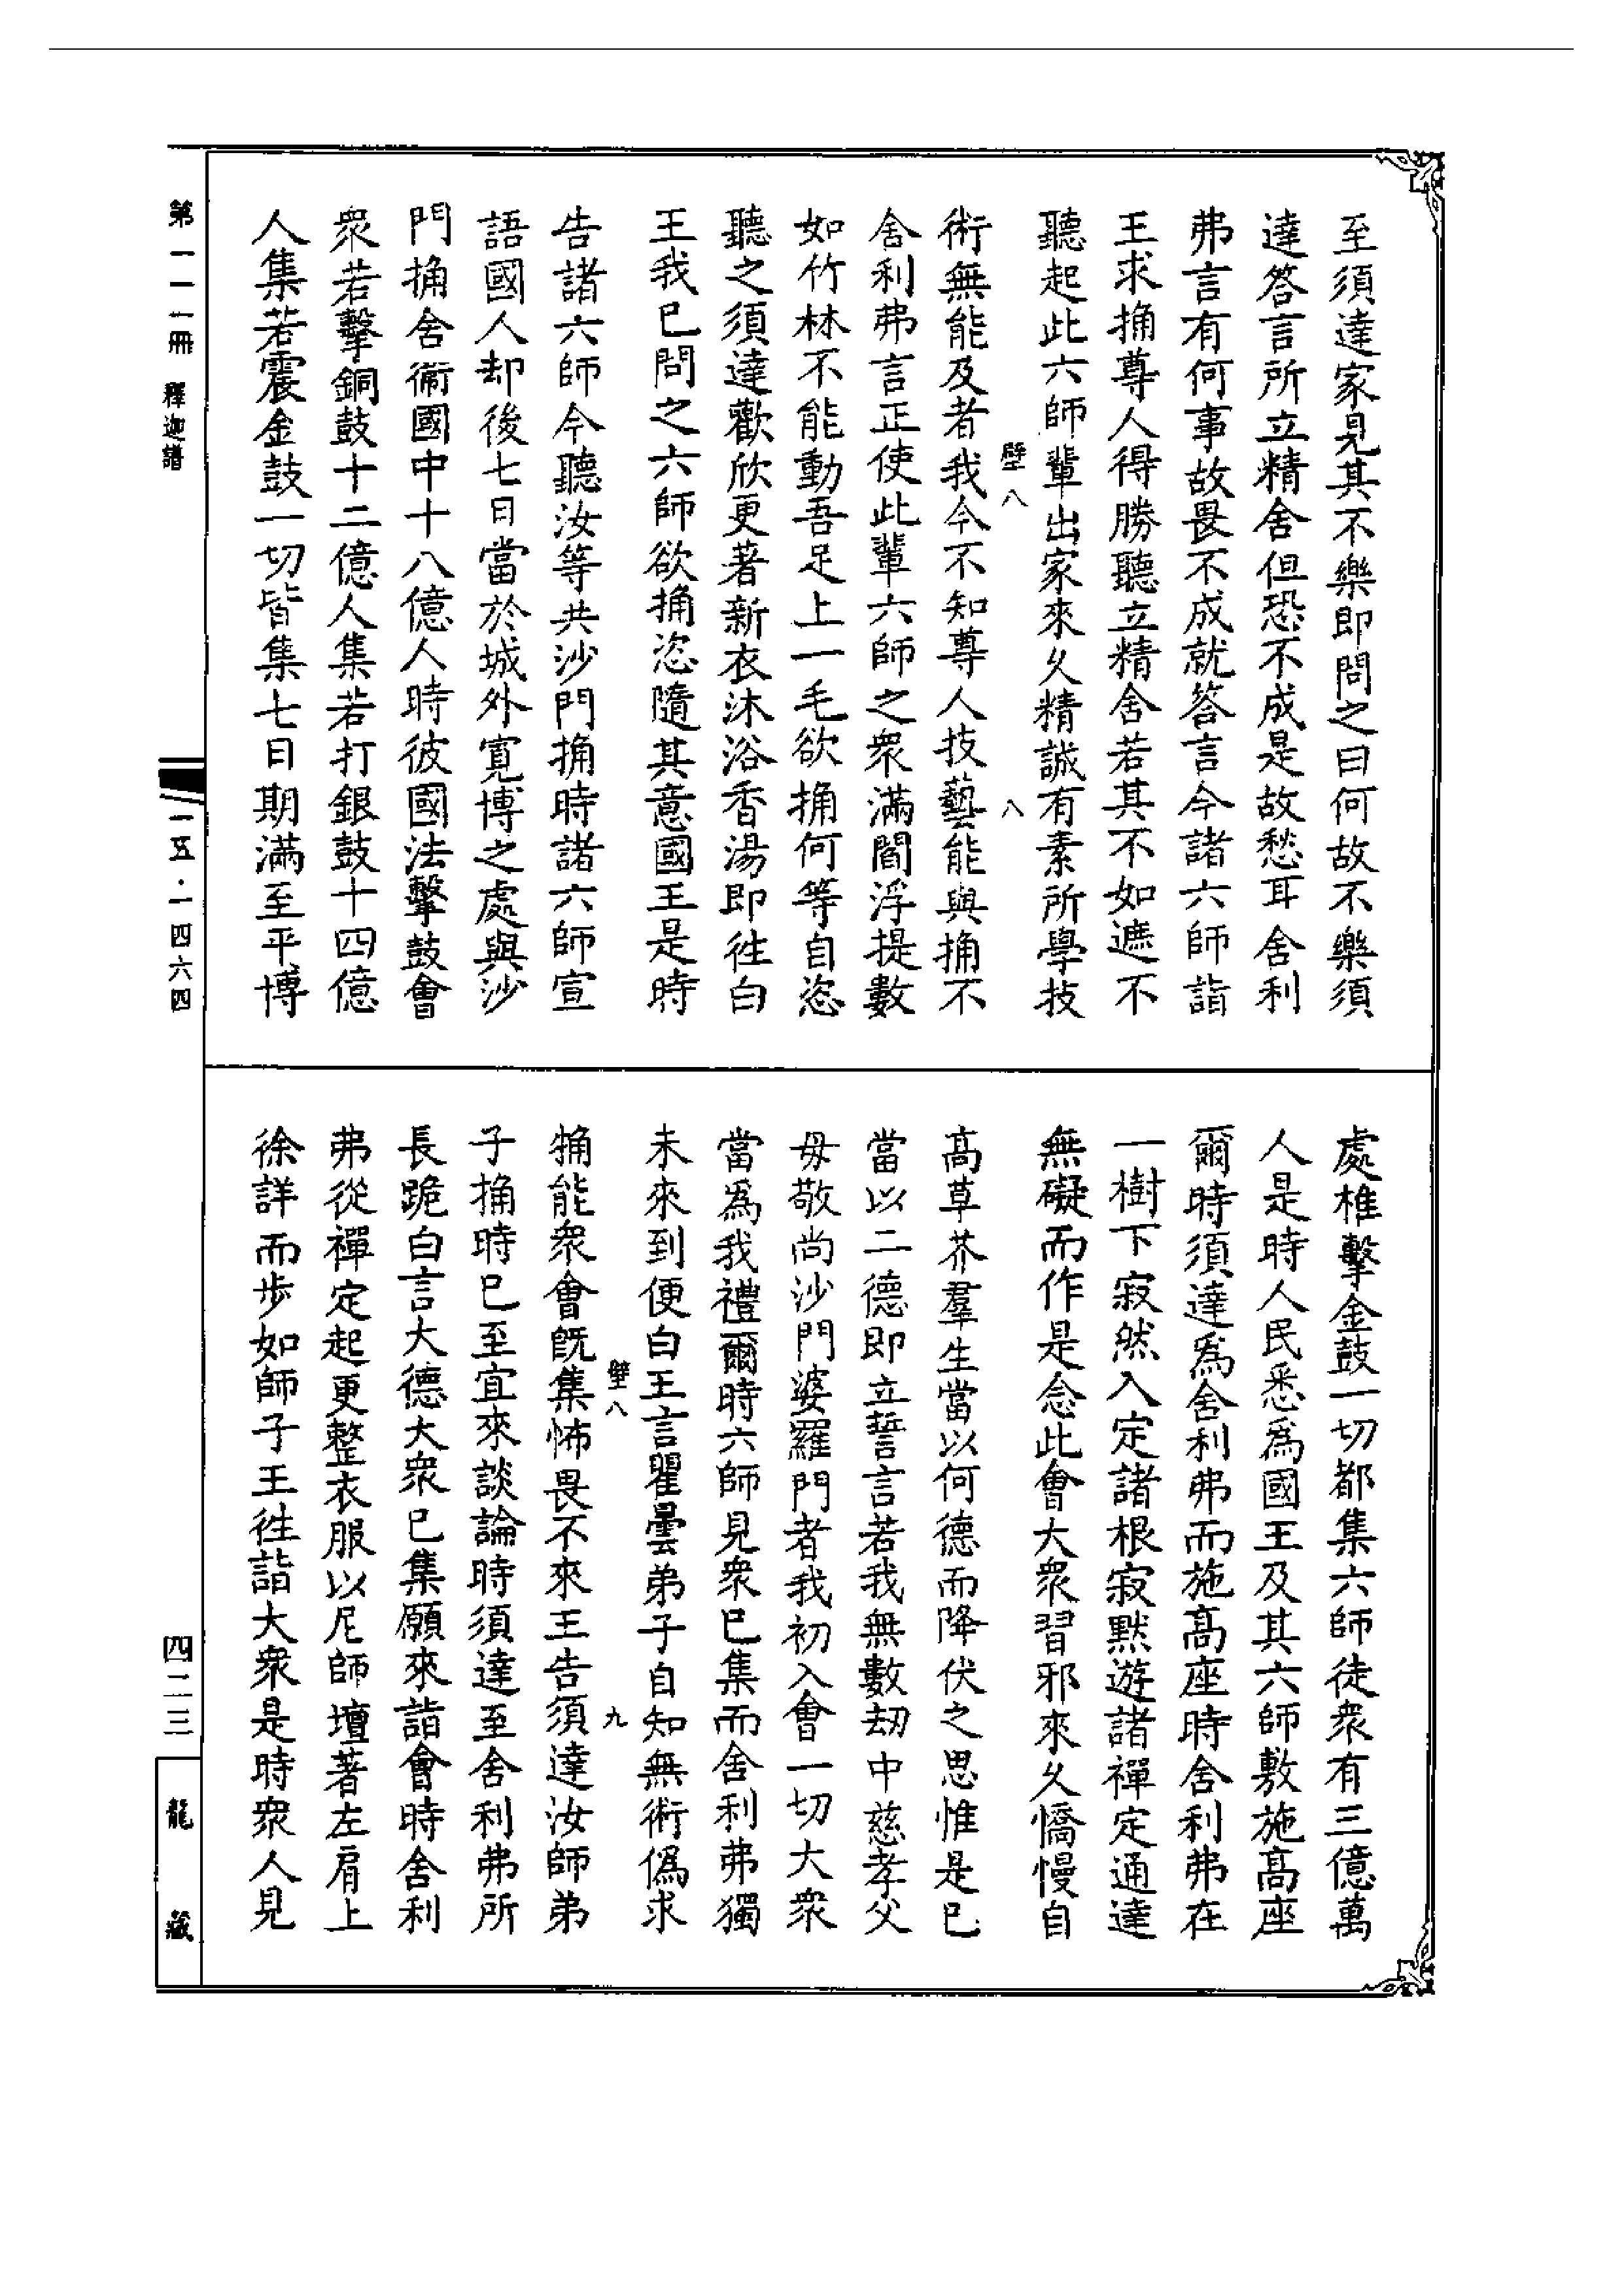 至須達家見其不樂即問之曰何故不樂須
達答言所立精舍但恐不成是故愁耳舍利
弗言有何事故畏不成就答言今諸六師詣
王求捔尊人得勝聽立精舍若其不如遮不
聽起此六師輩出家來久精誠有素所學技
壁八 八
術無能及者我今不知尊人技藝能與捔不
舍利弗言正使此輩六師之衆滿閻浮提數
如竹林不能動吾足上一毛欲捔何等自恣
聽之須達歡欣更著新衣沐浴香湯即往白
王我已問之六師欲捔恣隨其意國王是時
告諸六師今聽汝等共沙門捔時諸六師宣
語國人却後七日當於城外寬博之處與沙
門捔舍衞國中十八億人時彼國法擊鼓會
衆若擊銅鼓十二億人集若打銀鼓十四億
人集若震金鼓一切皆集七日期滿至平博
處椎擊金鼓一切都集六師徒衆有三億萬
人是時人民悉爲國王及其六師敷施高座
爾時須達爲舍利弗而施高座時舍利弗在
一樹下寂然入定諸根寂默遊諸禪定通達
無礙而作是念此會大衆習邪來久憍慢自
高草芥羣生當以何德而降伏之思惟是已
當以二德即立誓言若我無數劫中慈孝父
母敬尚沙門婆羅門者我初入會一切大衆
當爲我禮爾時六師見衆已集而舍利弗獨
未來到便白王言瞿曇弟子自知無術僞求
壁八 九
捔能衆會旣集怖畏不來王告須達汝師弟
子捔時已至宜來談論時須達至舍利弗所
長跪白言大德大衆已集願來詣會時舍利
弗從禪定起更整衣服以尼師壇著左肩上
徐詳而步如師子王往詣大衆是時衆人見
第一一一冊 釋迦譜
一五·一四六四
四二三
龍藏